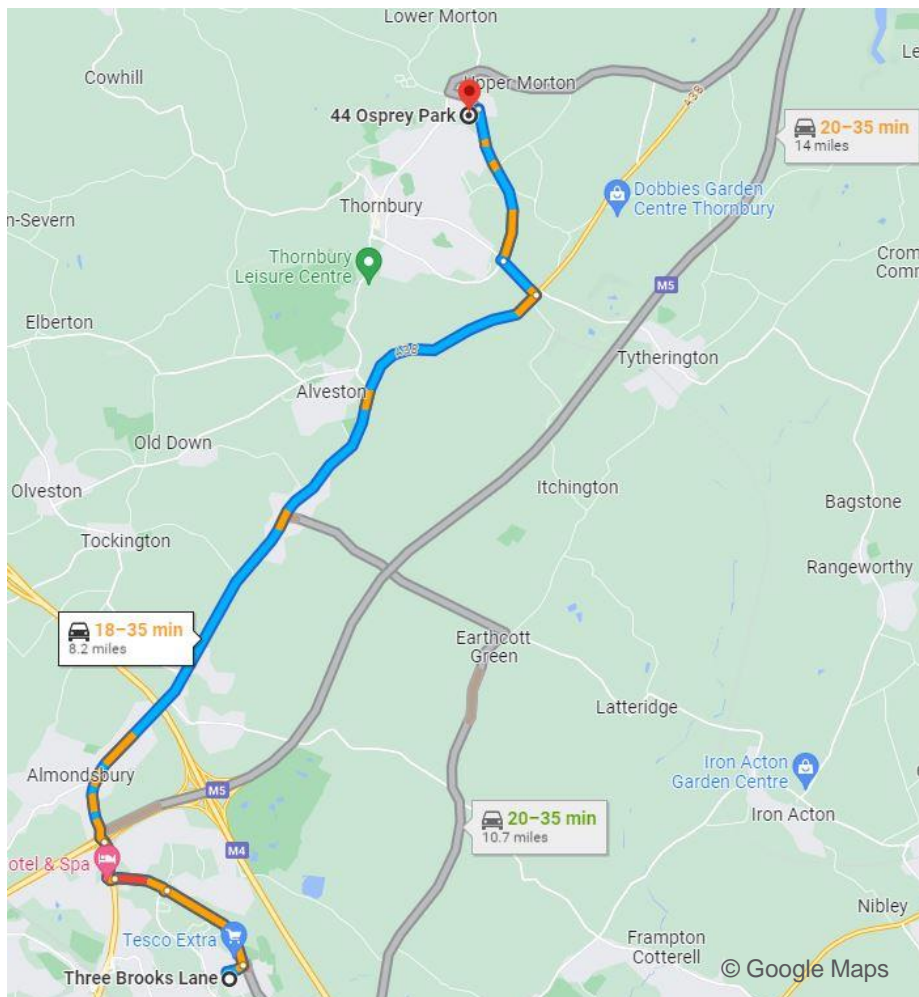 Lower Morton
Le
Cowhill
Upper Morton
44 Osprey Park
A38
20–35 min
14 miles
Dobbies Garden
Centre Thornbury
Thornbury
n-Severn
Thornbury
Leisure Centre
Crom
Comm
M5
Elberton
Tytherington
A38
Alveston
Old Down
Olveston
Itchington
Bagstone
Tockington
Rangeworthy
18–35 min
8.2 miles
Earthcott
Green
Latteridge
Almondsbury
M5
Iron Acton
Garden Centre
Iron Acton
20–35 min
10.7 miles
M4
otel & Spa
Nibley
Tesco Extra
Frampton
Cotterell
Three Brooks Lane
© Google Maps